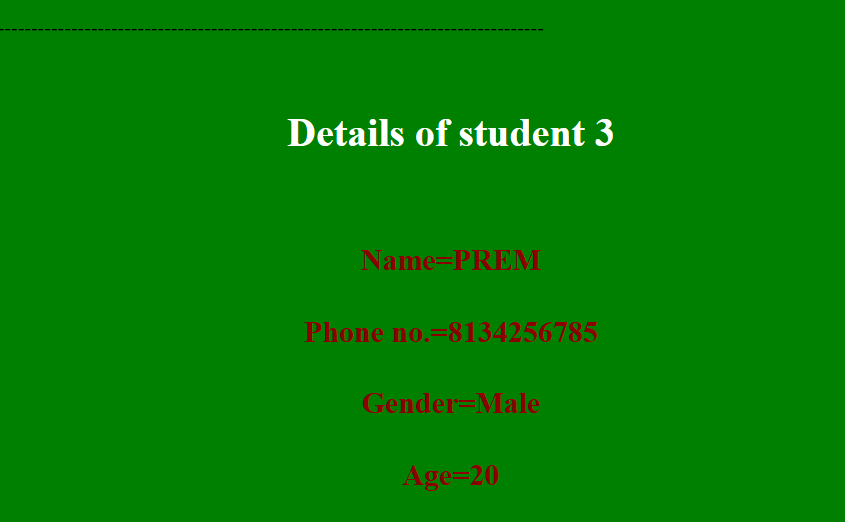 Details of student 3
Name=PREM
Phone no.=8134256785
Gender=Male
Age=20